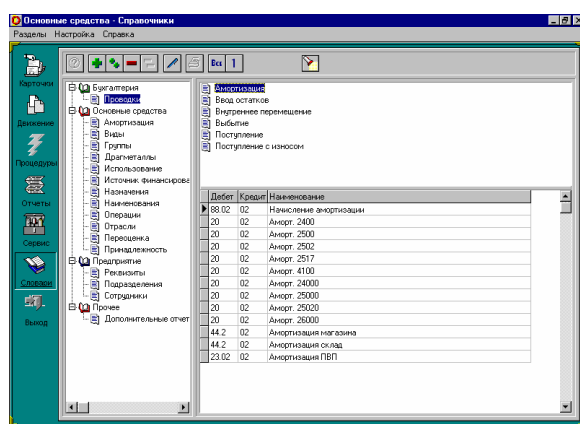 Основные средства - Справочники
Разделы Настройка Справка
Все 1
Карточки
Движение
Процедуры
Отчеты
Сервис
Словари
Выход
Бухгалтерия
Проводки
Основные средства
Амортизация
Виды
Группы
Драгметаллы
Использование
Источник финансирова
Назначения
Наименования
Операции
Отрасли
Переоценка
Принадлежность
Предприятие
Реквизиты
Подразделения
Сотрудники
Прочее
Дополнительные отчет
Амортизация
Ввод остатков
Внутреннее перемещение
Выбытие
Поступление
Поступление с износом
Дебет Кредит Наименование
88.02 02 Начисление амортизации
20 02 Аморт. 2400
20 02 Аморт. 2500
20 02 Аморт. 2502
20 02 Аморт. 2517
20 02 Аморт. 4100
20 02 Аморт. 24000
20 02 Аморт. 25000
20 02 Аморт. 25020
20 02 Аморт. 26000
44.2 02 Амортизация магазина
44.2 02 Амортизация склад
23.02 02 Амортизация ПВП